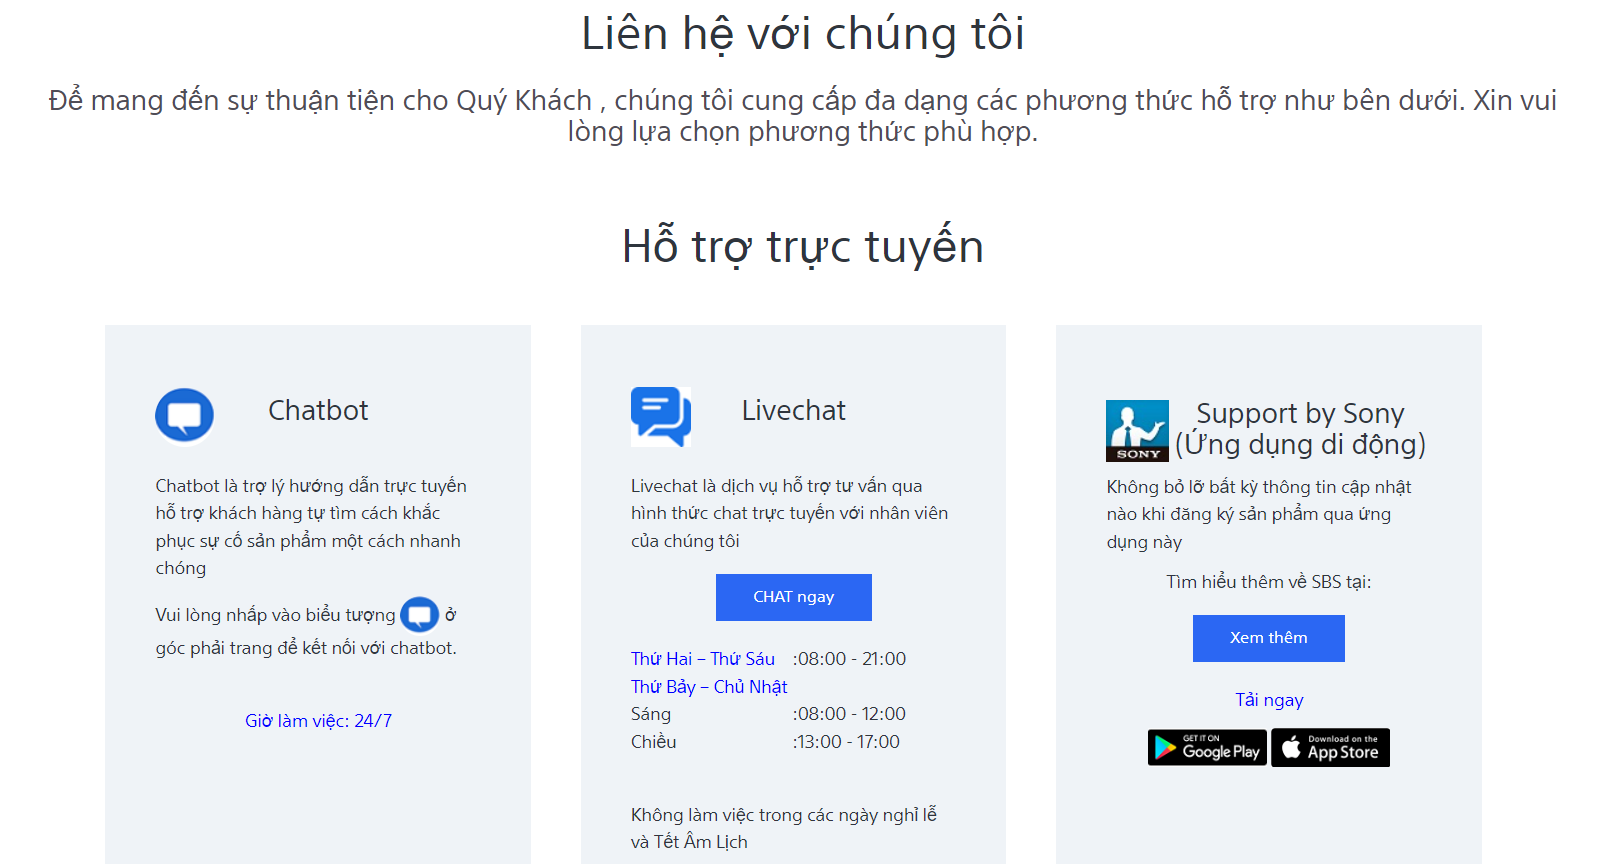 Liên hệ với chúng tôi
Để mang đến sự thuận tiện cho Quý Khách , chúng tôi cung cấp đa dạng các phương thức hỗ trợ như bên dưới. Xin vui
lòng lựa chọn phương thức phù hợp.
Hỗ trợ trực tuyến
Chatbot
Chatbot là trợ lý hướng dẫn trực tuyến
hỗ trợ khách hàng tự tìm cách khắc
phục sự cố sản phẩm một cách nhanh
chóng
Vui lòng nhấp vào biểu tượng ở
góc phải trang để kết nối với chatbot.
Giờ làm việc: 24/7
Livechat
Livechat là dịch vụ hỗ trợ tư vấn qua
hình thức chat trực tuyến với nhân viên
của chúng tôi
CHAT ngay
Thứ Hai – Thứ Sáu :08:00 - 21:00
Thứ Bảy – Chủ Nhật
Sáng :08:00 - 12:00
Chiều :13:00 - 17:00
Không làm việc trong các ngày nghỉ lễ
và Tết Âm Lịch
SONY
Support by Sony
(Ứng dụng di động)
Không bỏ lỡ bất kỳ thông tin cập nhật
nào khi đăng ký sản phẩm qua ứng
dụng này
Tìm hiểu thêm về SBS tại:
Xem thêm
Tải ngay
GET IT ON
Google Play
Download on the
App Store